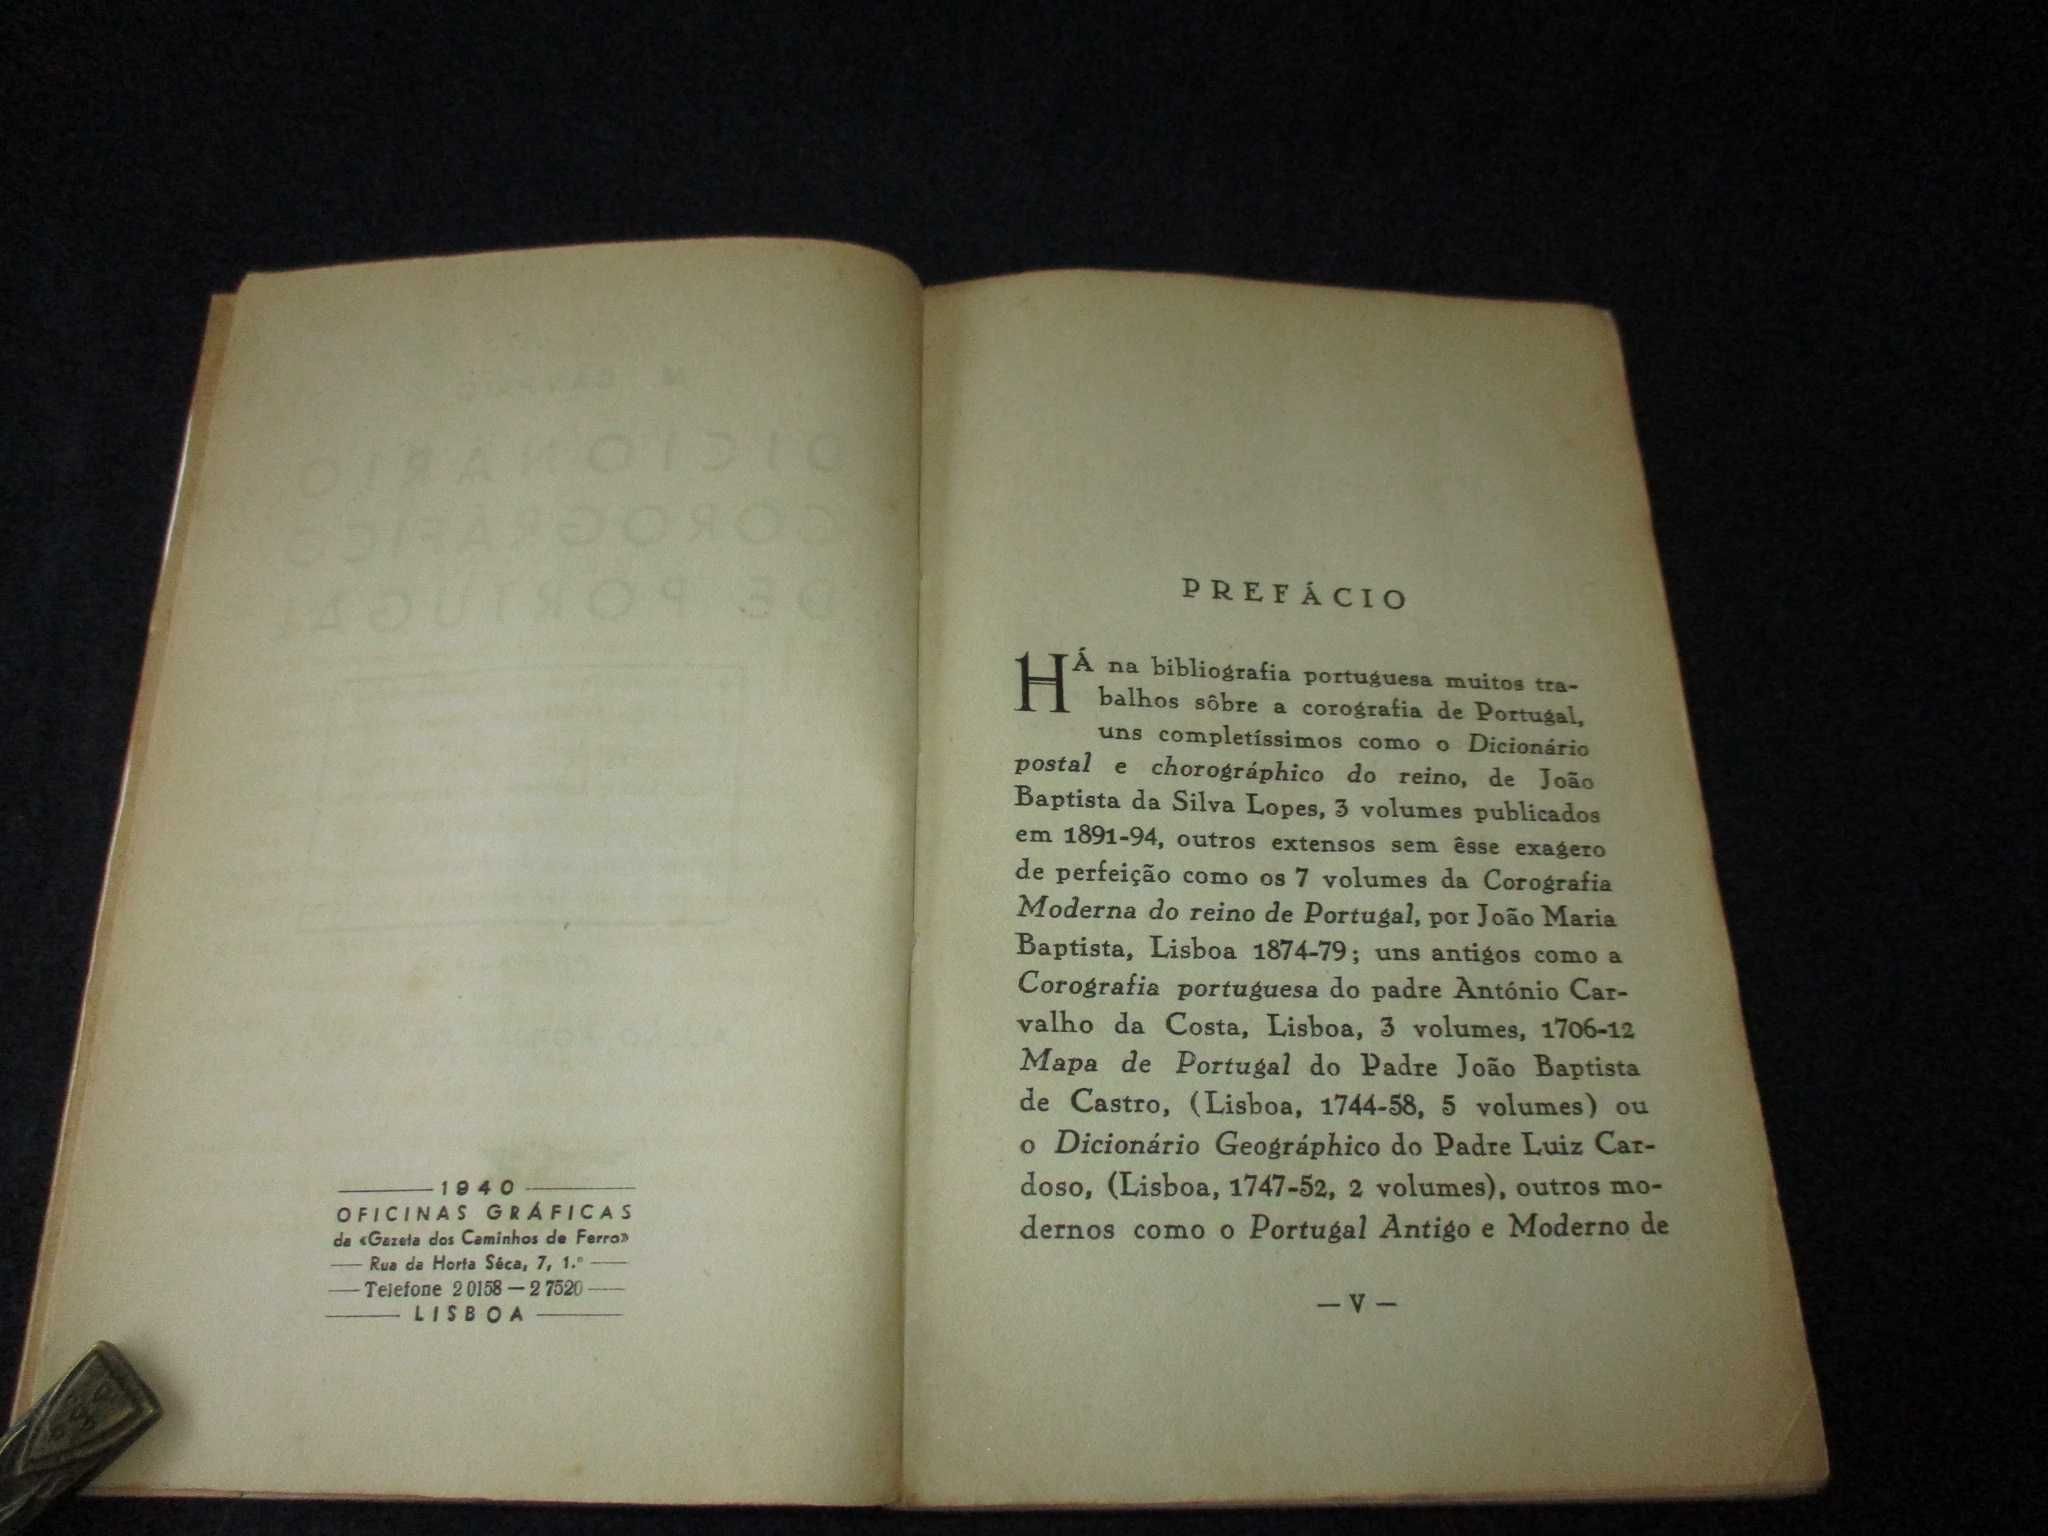 1940
OFICINAS GRÁFICAS
da «Gazeta dos Caminhos de Ferro»
Rua da Horta Sêca, 7, 1.º
Telefone 2 0158 — 2 7520
LISBOA
PREFÁCIO
HÁ na bibliografia portuguesa muitos tra-
balhos sôbre a corografia de Portugal,
uns completíssimos como o Dicionário
postal e chorográphico do reino, de João
Baptista da Silva Lopes, 3 volumes publicados
em 1891-94, outros extensos sem êsse exagero
de perfeição como os 7 volumes da Corografia
Moderna do reino de Portugal, por João Maria
Baptista, Lisboa 1874-79; uns antigos como a
Corografia portuguesa do padre António Car-
valho da Costa, Lisboa, 3 volumes, 1706-12
Mapa de Portugal do Padre João Baptista
de Castro, (Lisboa, 1744-58, 5 volumes) ou
o Dicionário Geográphico do Padre Luiz Car-
doso, (Lisboa, 1747-52, 2 volumes), outros mo-
dernos como o Portugal Antigo e Moderno de
— V —
DICIONÁRIO
COROGRÁFICO
DE PORTUGAL